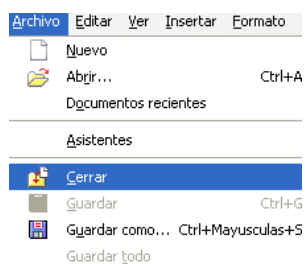 Archivo Editar Ver Insertar Formato
Nuevo
Abrir... Ctrl+A
Documentos recientes
Asistentes
Cerrar
Guardar Ctrl+G
Guardar como... Ctrl+Mayusculas+S
Guardar todo